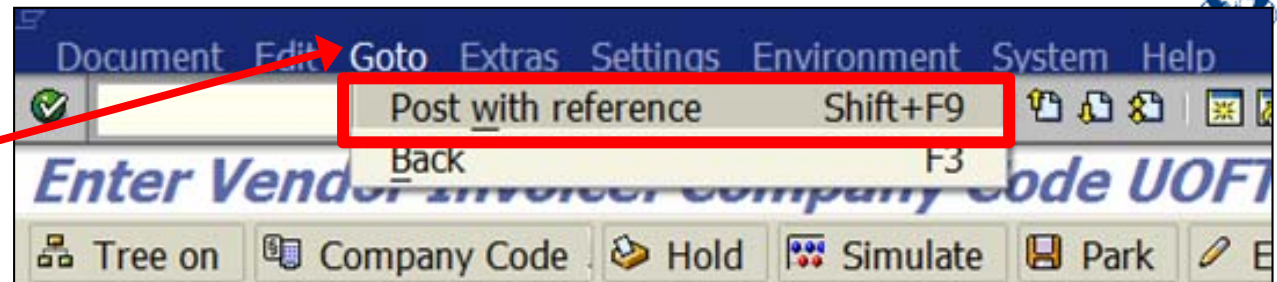 Document Edit Goto Extras Settings Environment System Help
Post with reference Shift+F9
Back F3
Enter Vendor Invoice: Company Code UOFT
Tree on Company Code Hold Simulate Park